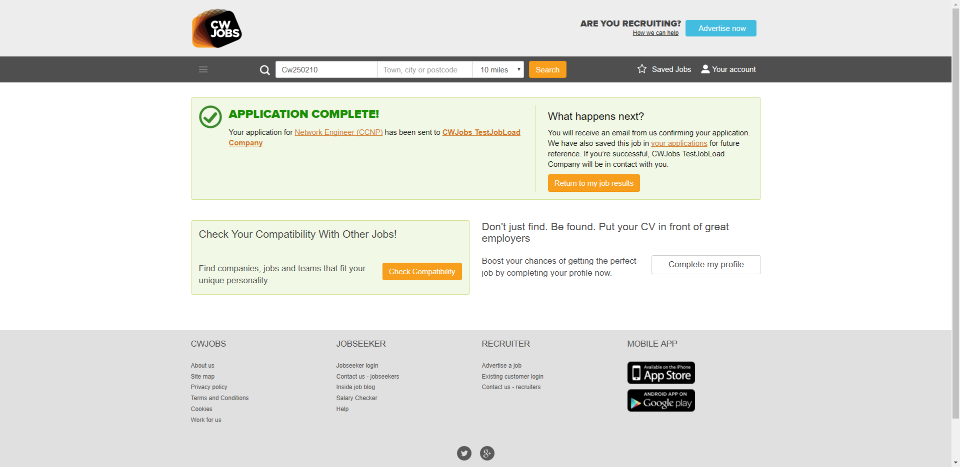 CW
JOBS
ARE YOU RECRUITING?
How we can help
Advertise now
Cw250210
Town, city or postcode
10 miles
Search
Saved Jobs
Your account
APPLICATION COMPLETE!
Your application for Network Engineer (CCNP) has been sent to CWJobs TestJobLoad
Company
What happens next?
You will receive an email from us confirming your application.
We have also saved this job in your applications for future
reference. If you're successful, CWJobs TestJobLoad
Company will be in contact with you.
Return to my job results
Check Your Compatibility With Other Jobs!
Find companies, jobs and teams that fit your
unique personality.
Check Compatibility
Don't just find. Be found. Put your CV in front of great
employers
Boost your chances of getting the perfect
job by completing your profile now.
Complete my profile
CWJOBS
About us
Site map
Privacy policy
Terms and Conditions
Cookies
Work for us
JOBSEEKER
Jobseeker login
Contact us - jobseekers
Inside job blog
Salary Checker
Help
RECRUITER
Advertise a job
Existing customer login
Contact us - recruiters
MOBILE APP
Available on the iPhone
App Store
ANDROID APP ON
Google play
g+